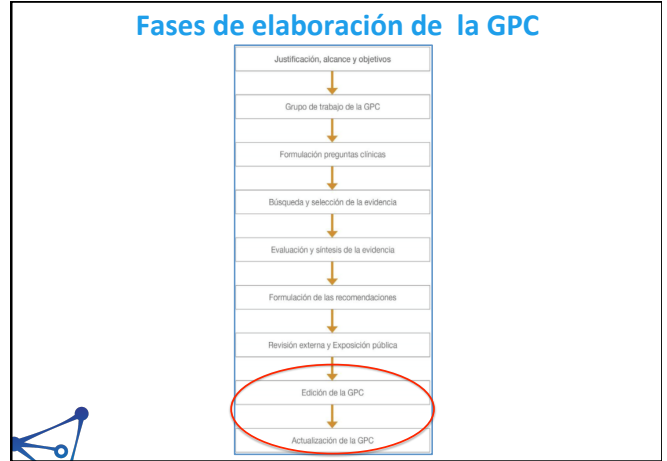 Fases de elaboración de la GPC
Justificación, alcance y objetivos
Grupo de trabajo de la GPC
Formulación preguntas clínicas
Búsqueda y selección de la evidencia
Evaluación y síntesis de la evidencia
Formulación de las recomendaciones
Revisión externa y Exposición pública
Edición de la GPC
Actualización de la GPC